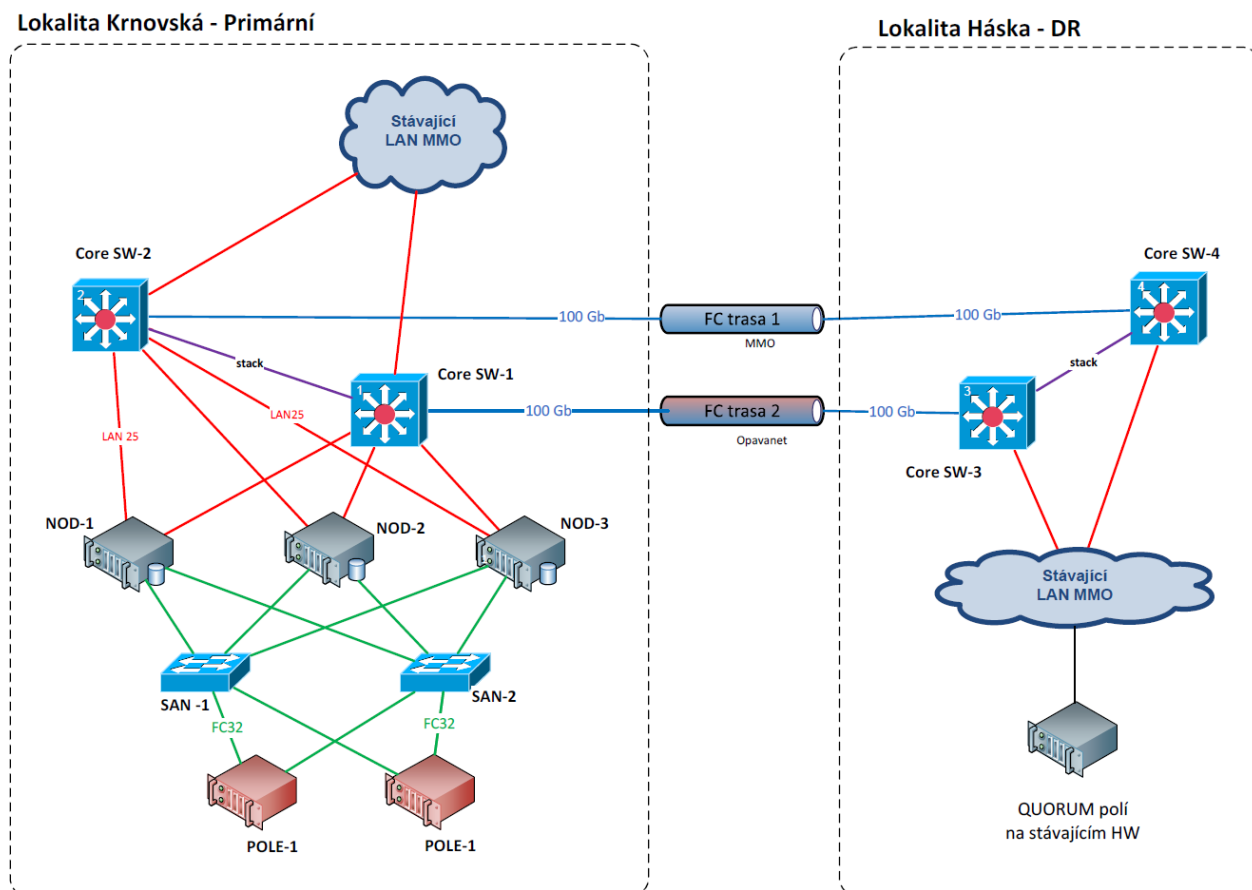 Lokalita Krnovská - Primární
Lokalita Háska - DR
Stávající
LAN MMO
Core SW-2
Core SW-4
2
4
100 Gb
FC trasa 1
100 Gb
MMO
stack
stack
Core SW-1
1
3
LAN25
100 Gb
FC trasa 2
100 Gb
Opavanet
LAN 25
Core SW-3
NOD-1
NOD-2
NOD-3
Stávající
LAN MMO
SAN -1
SAN-2
FC32
FC32
POLE-1
POLE-1
QUORUM polí
na stávajícím HW